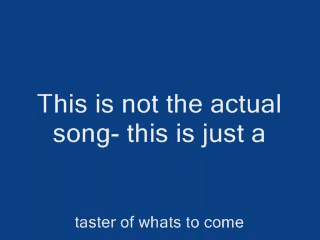 This is not the actual
song- this is just a
taster of whats to come